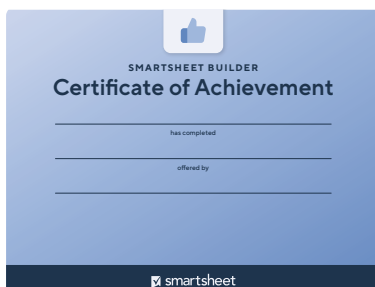 SMARTSHEET BUILDER
Certificate of Achievement
has completed
offered by
smartsheet